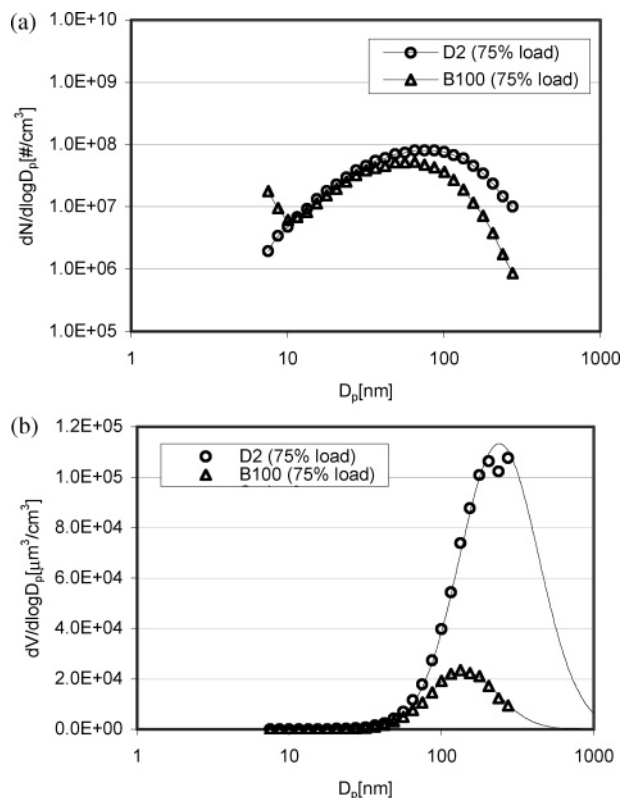 (a)
1.0E+10
1.0E+09
1.0E+08
1.0E+07
1.0E+06
1.0E+05
dN/dlogDp[#/cm³]
D2 (75% load)
B100 (75% load)
1 10 100 1000
Dp[nm]
(b)
1.2E+05
1.0E+05
8.0E+04
6.0E+04
4.0E+04
2.0E+04
0.0E+00
dV/dlogDp[μm³/cm³]
D2 (75% load)
B100 (75% load)
1 10 100 1000
Dp[nm]